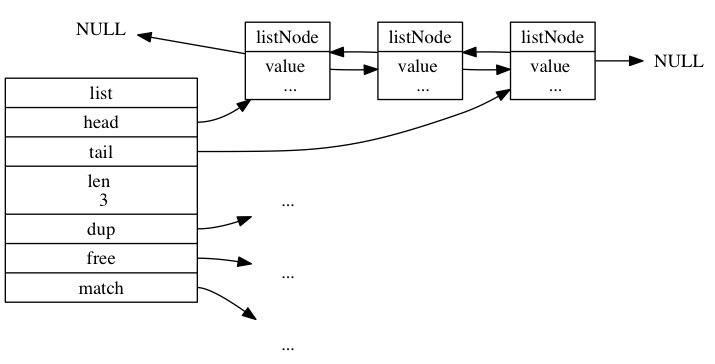 NULL
listNode
value
...
listNode
value
...
listNode
value
...
NULL
list
head
tail
len
3
dup
free
match
...
...
...